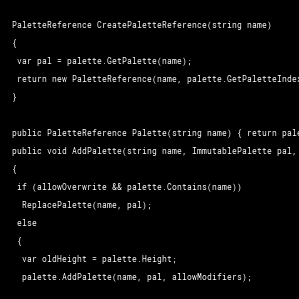 PaletteReference CreatePaletteReference(string name)
{
var pal = palette.GetPalette(name);
return new PaletteReference(name, palette.GetPaletteIndex
}
public PaletteReference Palette(string name) { return pale
public void AddPalette(string name, ImmutablePalette pal,
{
if (allowOverwrite && palette.Contains(name))
ReplacePalette(name, pal);
else
{
var oldHeight = palette.Height;
palette.AddPalette(name, pal, allowModifiers);